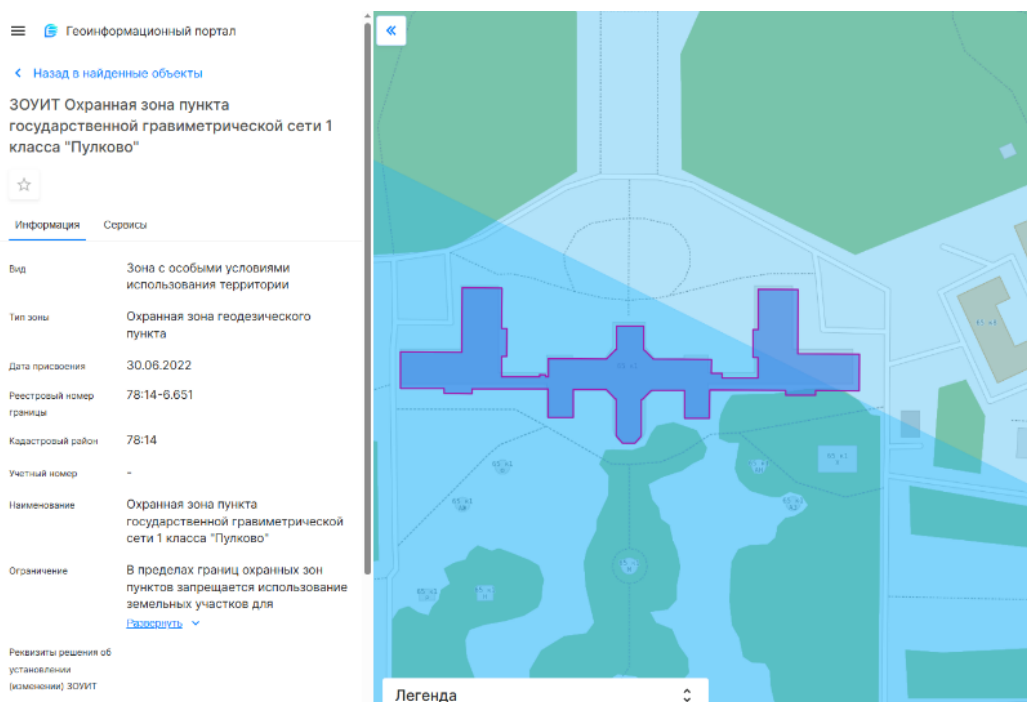 Геоинформационный портал
Назад в найденные объекты
ЗОУИТ Охранная зона пункта
государственной гравиметрической сети 1
класса "Пулково"
Информация Сервисы
Вид Зона с особыми условиями
использования территории
Тип зоны Охранная зона геодезического
пункта
Дата присвоения 30.06.2022
Реестровый номер 78:14-6.651
границы
Кадастровый район 78:14
Учетный номер -
Наименование Охранная зона пункта
государственной гравиметрической
сети 1 класса "Пулково"
Ограничение В пределах границ охранных зон
пунктов запрещается использование
земельных участков для
Развернуть
Реквизиты решения об
установлении
(изменении) ЗОУИТ
Легенда